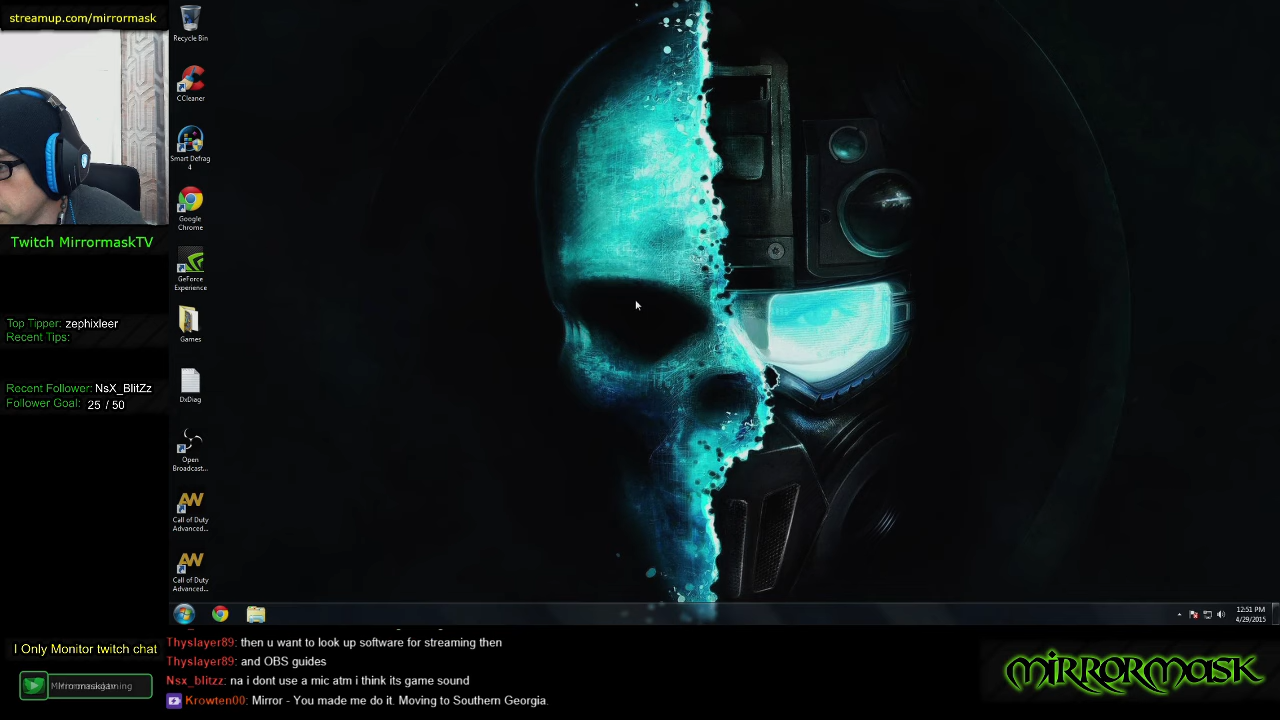 streamup.com/mirrormask
Twitch MirrormaskTV
Top Tipper: zephixleer
Recent Tips:
Recent Follower: NsX_BlitZz
Follower Goal: 25 / 50
I Only Monitor twitch chat
Recycle Bin
CCleaner
Smart Defrag
4
Google
Chrome
GeForce
Experience
Games
DxDiag
Open
Broadcast...
AW
Call of Duty
Advanced...
AW
Call of Duty
Advanced...
12:51 PM
4/29/2015
Thyslayer89: then u want to look up software for streaming then
Thyslayer89: and OBS guides
Nsx_blitzz: na i dont use a mic atm i think its game sound
Krowten00: Mirror - You made me do it. Moving to Southern Georgia.
MIRRORMASK